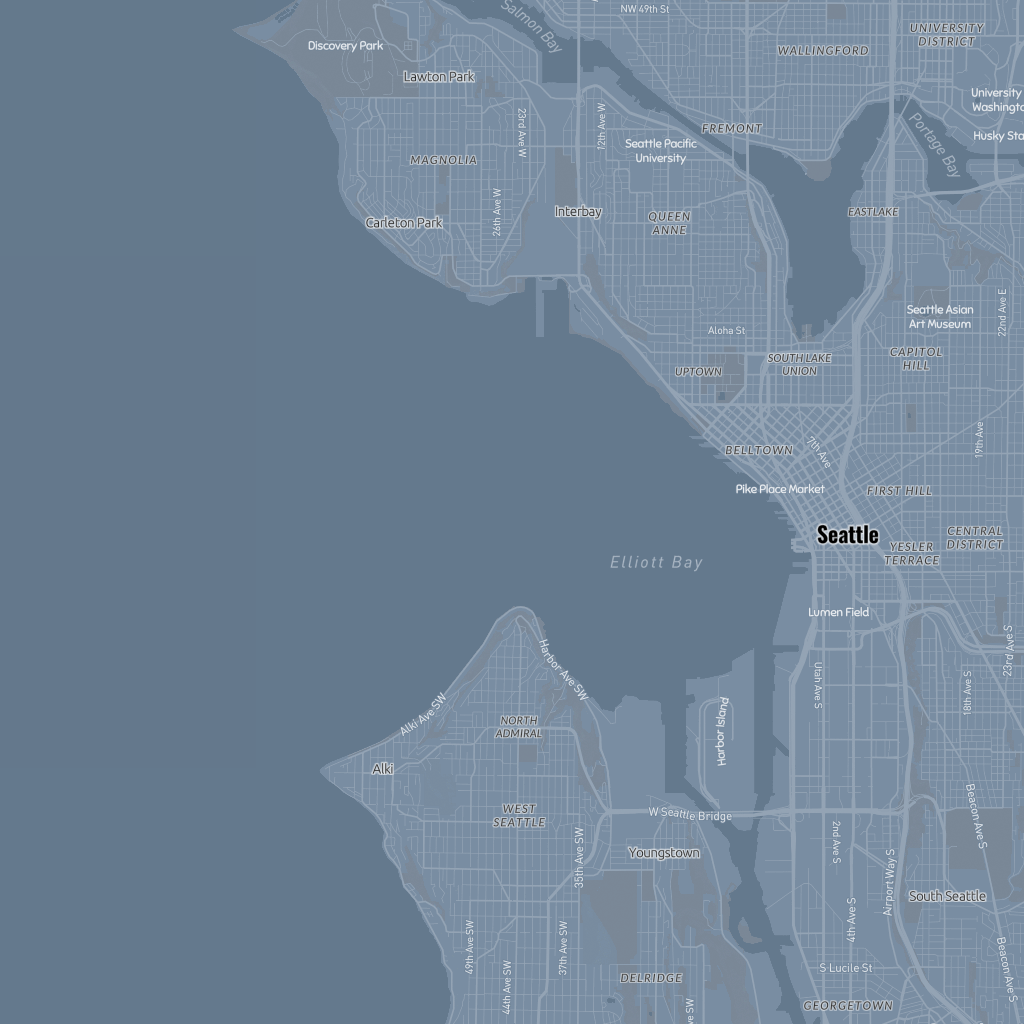 NW 49th St
Salmon Bay
UNIVERSITY
DISTRICT
Discovery Park
WALLINGFORD
Lawton Park
University
Washingto
23rd Ave W
12th Ave W
FREMONT
Portage Bay
Husky Sta
Seattle Pacific
University
MAGNOLIA
26th Ave W
Interbay
EASTLAKE
Carleton Park
QUEEN
ANNE
Seattle Asian
Art Museum
22nd Ave E
Aloha St
SOUTH LAKE
UNION
CAPITOL
HILL
UPTOWN
19th Ave
BELLTOWN
7th Ave
Pike Place Market
FIRST HILL
Seattle
CENTRAL
DISTRICT
YESLER
TERRACE
Elliott Bay
Lumen Field
Harbor Ave SW
23rd Ave S
Utah Ave S
18th Ave S
Alki Ave SW
NORTH
ADMIRAL
Harbor Island
Alki
WEST
SEATTLE
W Seattle Bridge
Beacon Ave S
2nd Ave S
35th Ave SW
Youngstown
Airport Way S
South Seattle
4th Ave S
49th Ave SW
37th Ave SW
44th Ave SW
S Lucile St
Beacon Ave S
DELRIDGE
GEORGETOWN
ve SW